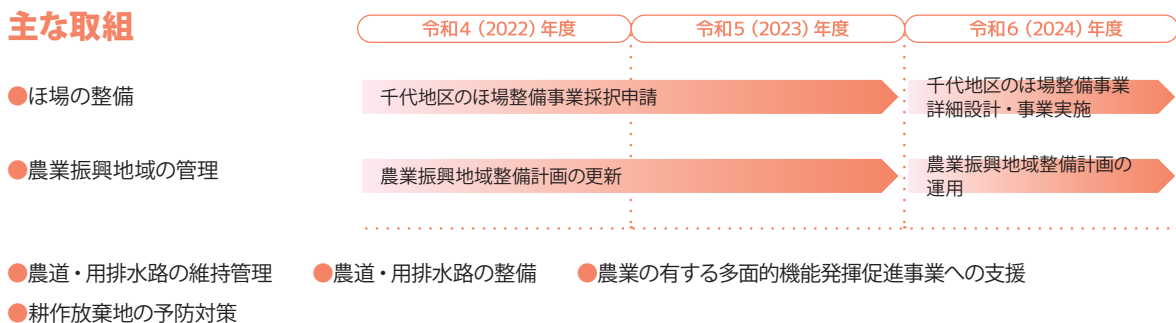 主な取組
令和4（2022）年度 令和5（2023）年度 令和6（2024）年度
●ほ場の整備
千代地区のほ場整備事業採択申請
千代地区のほ場整備事業
詳細設計・事業実施
●農業振興地域の管理
農業振興地域整備計画の更新
農業振興地域整備計画の
運用
●農道・用排水路の維持管理 ●農道・用排水路の整備 ●農業の有する多面的機能発揮促進事業への支援
●耕作放棄地の予防対策